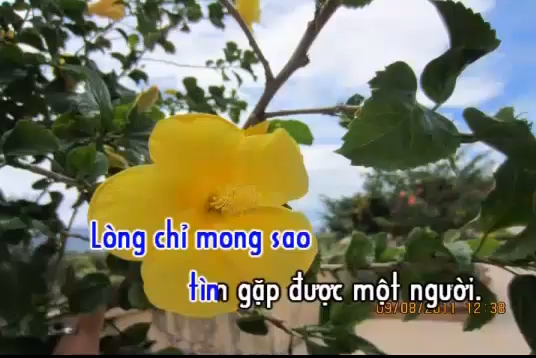 Lòng chỉ mong sao
tìm gặp được một người.
09/08/2011 12:38